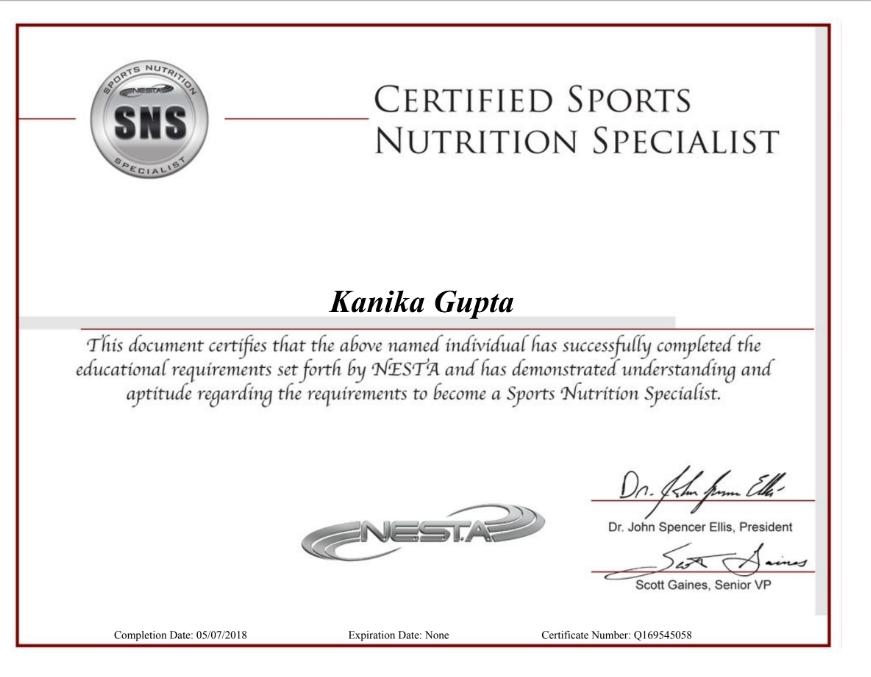 SPORTS NUTRITION
NESTA
SNS
SPECIALIST
CERTIFIED SPORTS
NUTRITION SPECIALIST
Kanika Gupta
This document certifies that the above named individual has successfully completed the
educational requirements set forth by NESTA and has demonstrated understanding and
aptitude regarding the requirements to become a Sports Nutrition Specialist.
Dr. John Spencer Ellis
Dr. John Spencer Ellis, President
NESTA
Scott Gaines
Scott Gaines, Senior VP
Completion Date: 05/07/2018
Expiration Date: None
Certificate Number: Q169545058